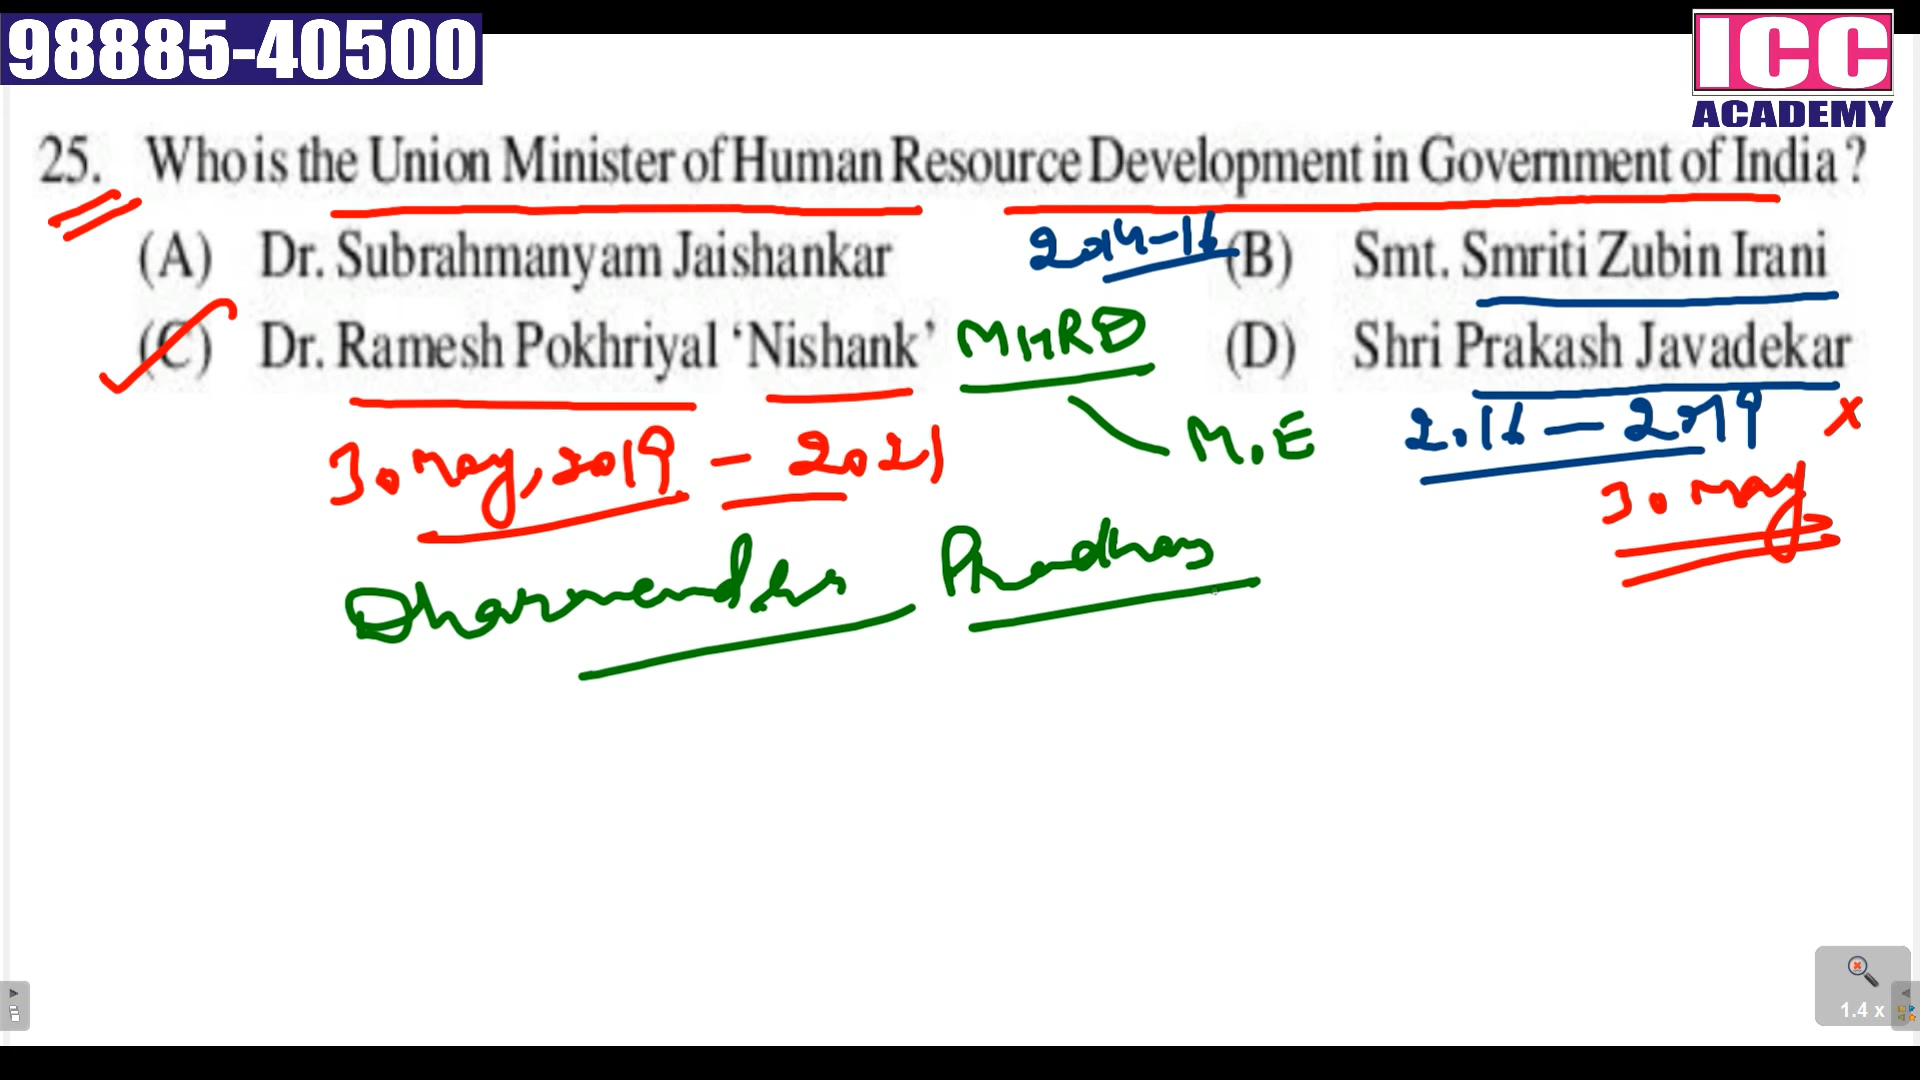 98885-40500
ICC
ACADEMY
25. Who is the Union Minister of Human Resource Development in Government of India ?
(A) Dr. Subrahmanyam Jaishankar
2014-16
(B) Smt. Smriti Zubin Irani
(C) Dr. Ramesh Pokhriyal ‘Nishank’
MHRD
(D) Shri Prakash Javadekar
30 may, 2019 - 2021
M.E
2016 - 2019 x
30 may
Dharmendra Pradhan
1.4 x